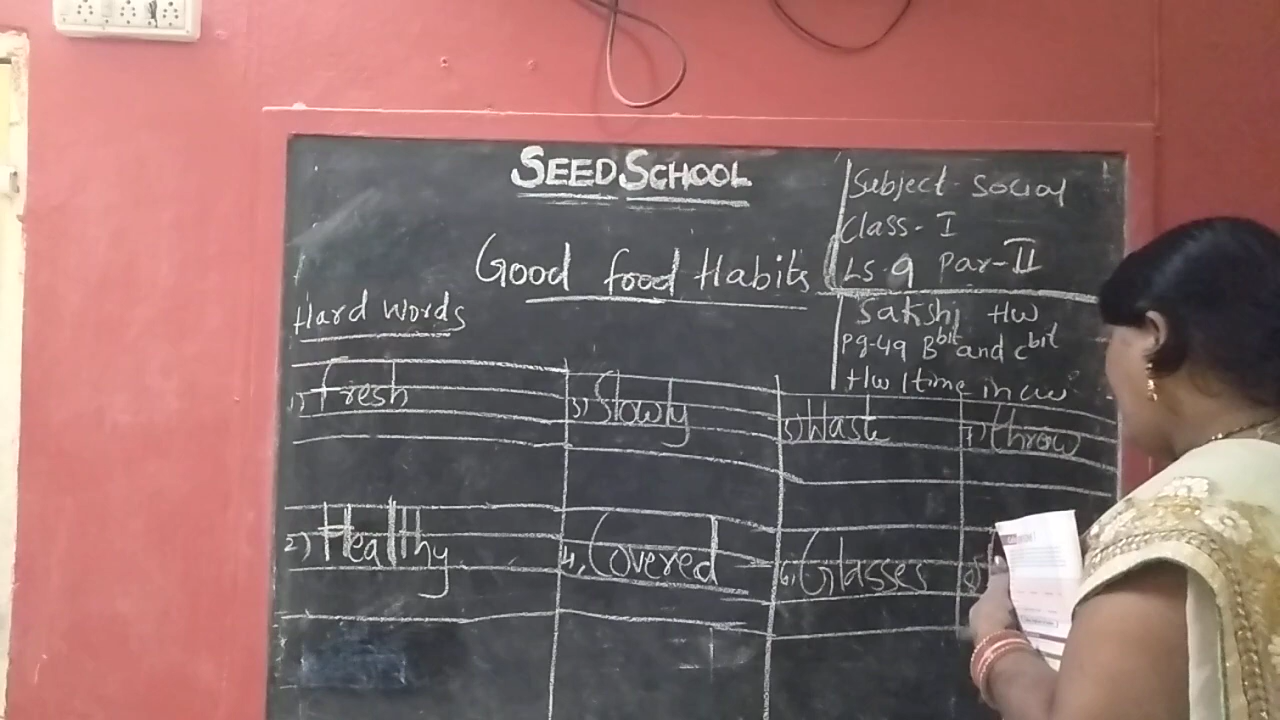 SEED SCHOOL
Subject - Social
Class - I
LS-9 Par-II
Good food Habits
Sakshi HW
Pg-49 B bit and C bit
HW 1 time in CW
Hard Words
1) Fresh
3) Slowly
5) Waste
7) throw
2) Healthy
4, Covered
6, Glasses
8)